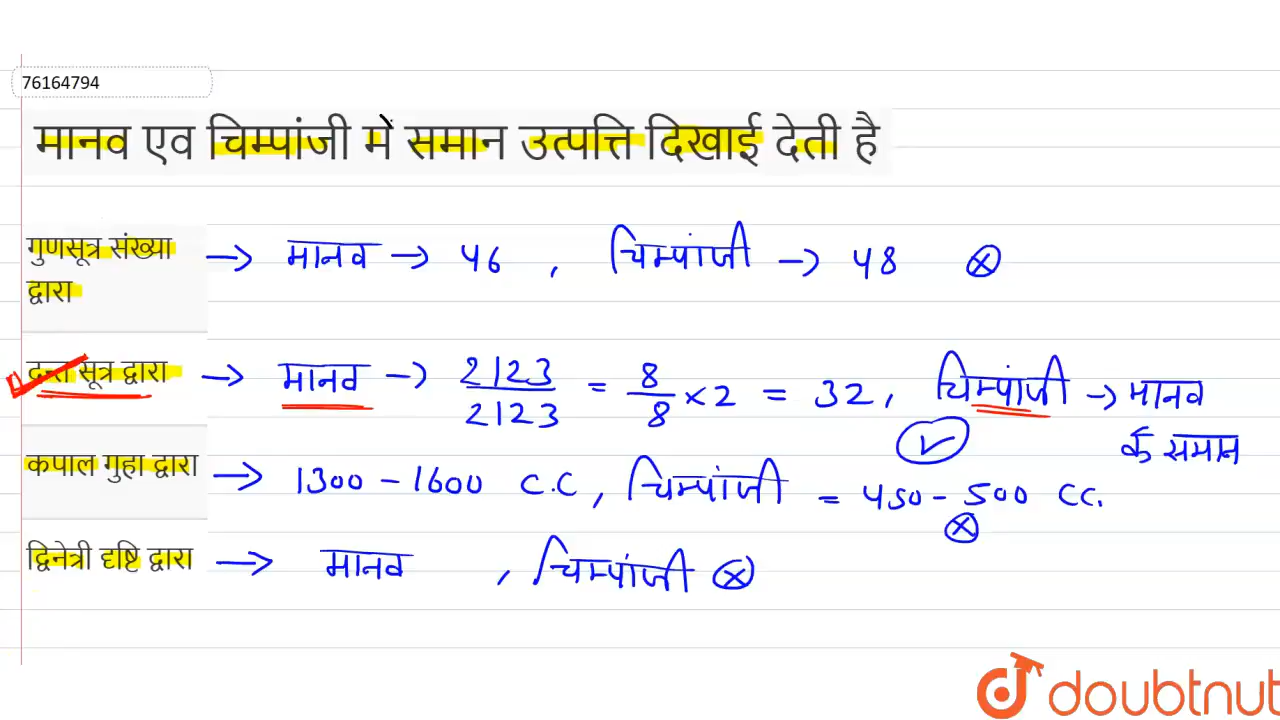 76164794
मानव एव चिम्पांजी में समान उत्पत्ति दिखाई देती है
गुणसूत्र संख्या → मानव → 46 , चिम्पांजी → 48 ⊗
द्वारा
दन्त सूत्र द्वारा → मानव → 2123/2123 = 8/8 × 2 = 32 , चिम्पांजी → मानव
के समान
कपाल गुहा द्वारा → 1300 - 1600 C.C , चिम्पांजी = 450 - 500 CC.
द्विनेत्री दृष्टि द्वारा → मानव , चिम्पांजी ⊗
doubtnut